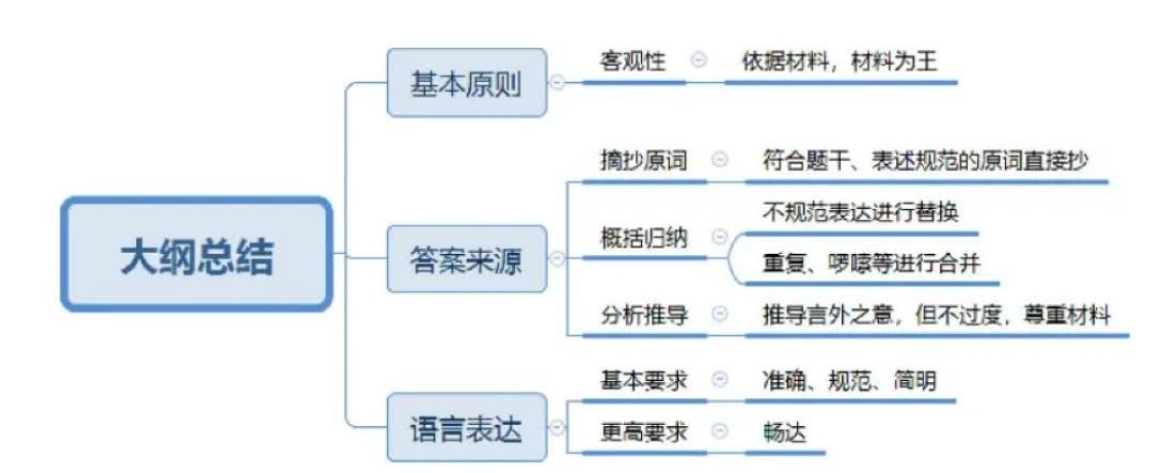 大纲总结
基本原则
客观性
依据材料，材料为王
答案来源
摘抄原词
符合题干、表述规范的原词直接抄
概括归纳
不规范表达进行替换
重复、啰嗦等进行合并
分析推导
推导言外之意，但不过度，尊重材料
语言表达
基本要求
准确、规范、简明
更高要求
畅达